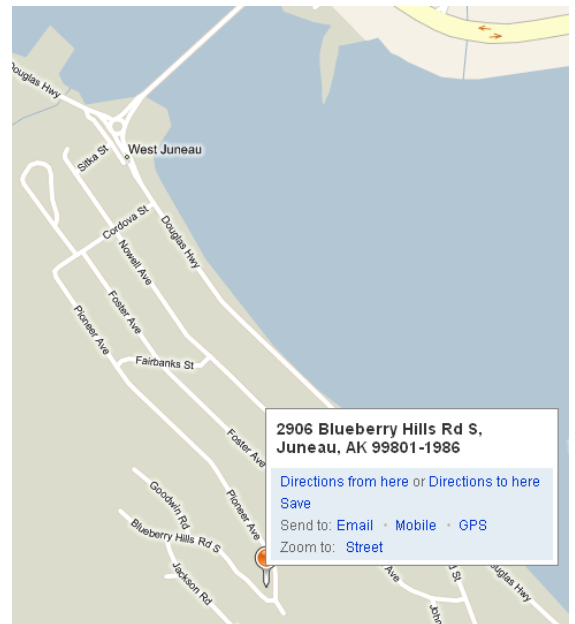 Douglas Hwy
West Juneau
Sitka St
Cordova St
Douglas Hwy
Nowell Ave
Foster Ave
Pioneer Ave
Fairbanks St
2906 Blueberry Hills Rd S,
Juneau, AK 99801-1986
Directions from here or Directions to here
Save
Send to: Email • Mobile • GPS
Zoom to: Street
Foster Ave
Pioneer Ave
Goodwin Rd
Blueberry Hills Rd S
Jackson Rd
Ave
St
Douglas Hwy